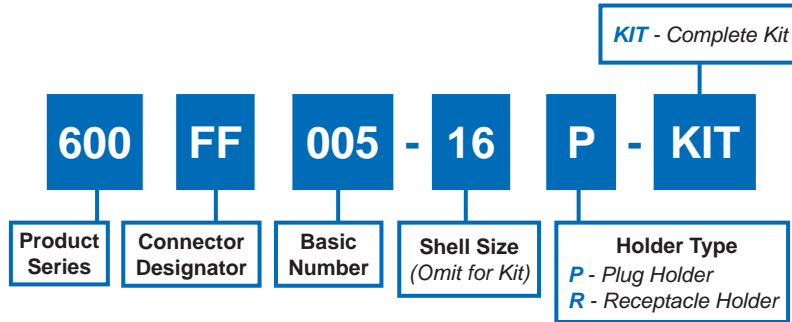 KIT - Complete Kit
600 FF 005 - 16 P - KIT
Product
Series
Connector
Designator
Basic
Number
Shell Size
(Omit for Kit)
Holder Type
P - Plug Holder
R - Receptacle Holder